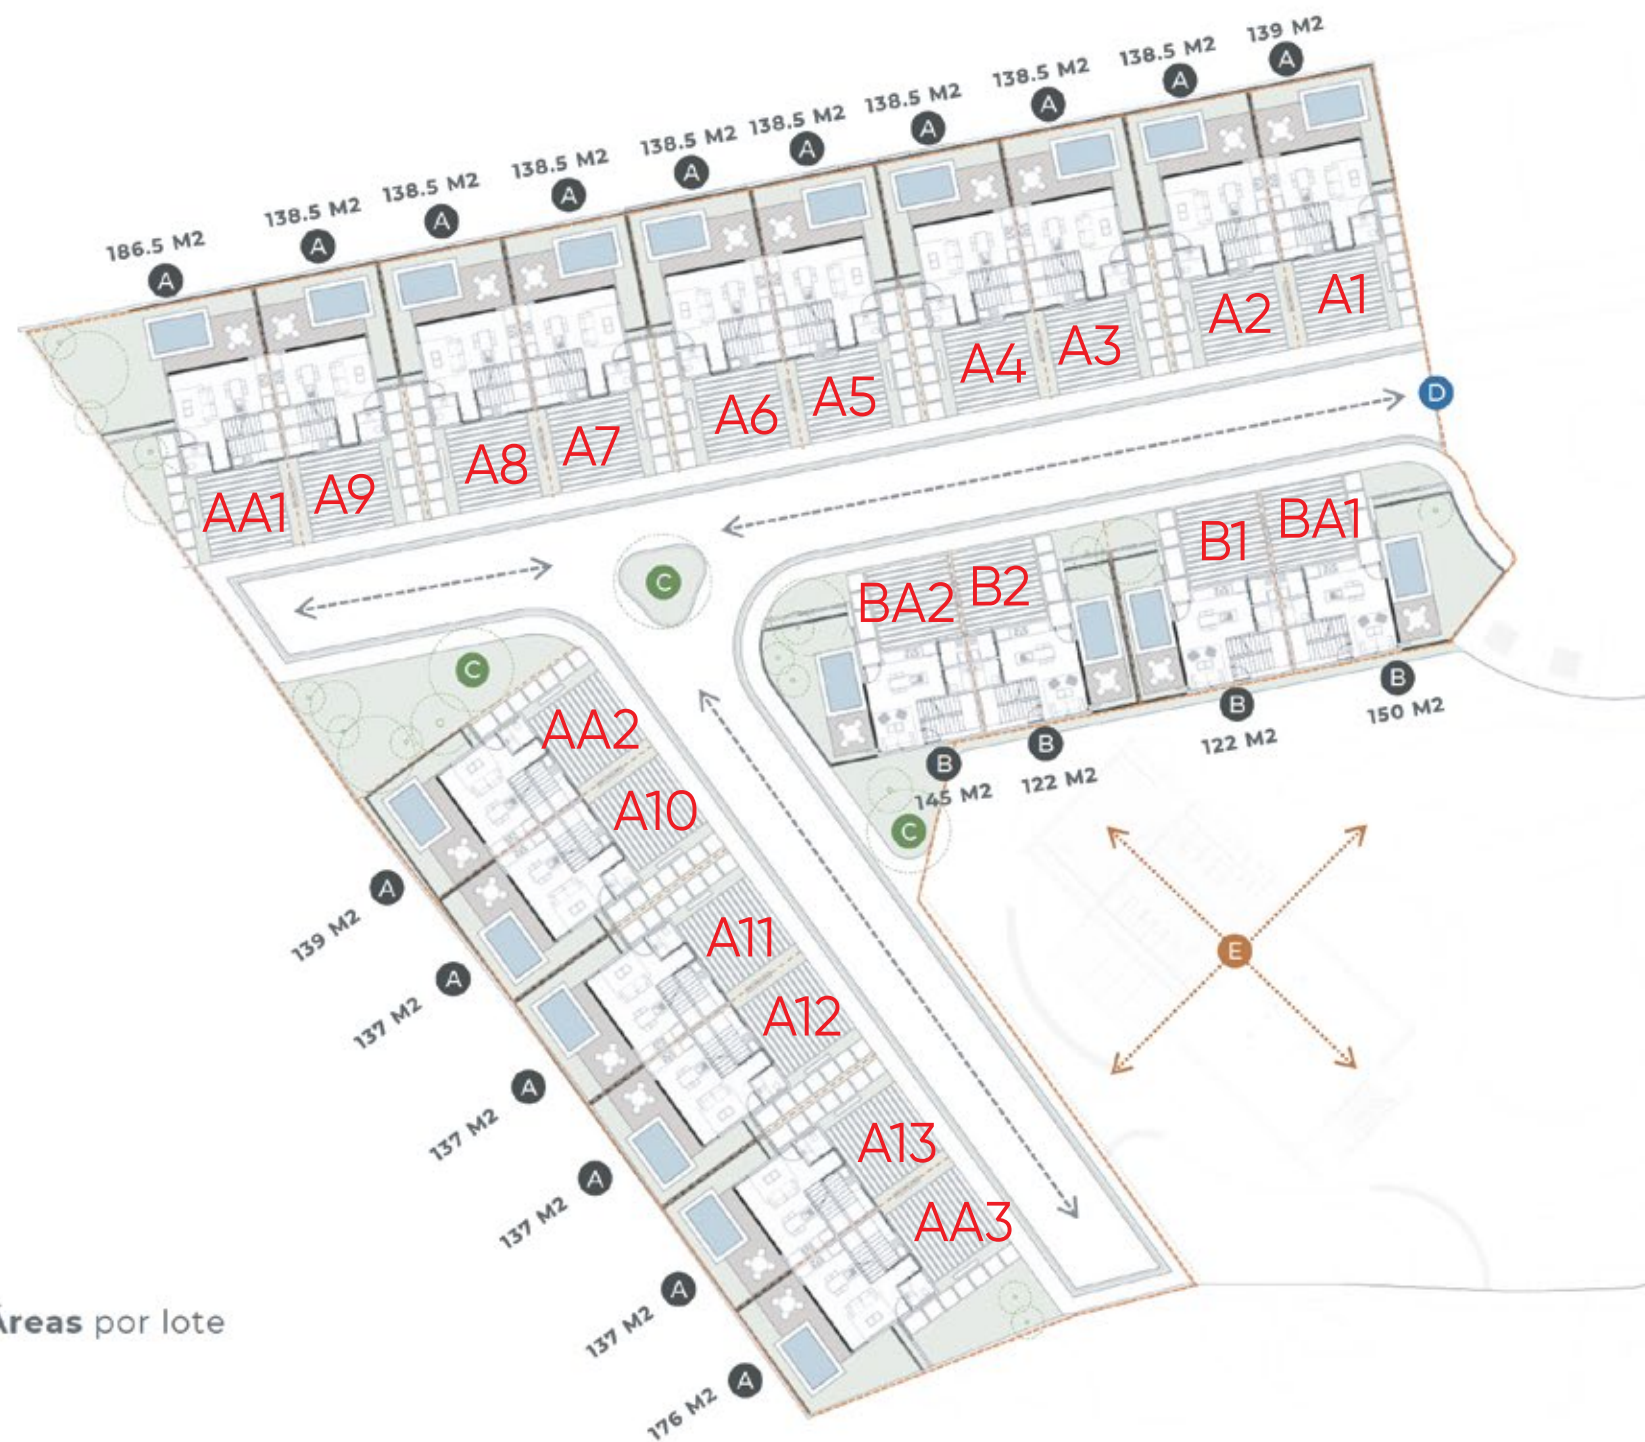 139 M2
A
138.5 M2
A
138.5 M2
A
138.5 M2
A
138.5 M2
A
138.5 M2
A
138.5 M2
A
138.5 M2
A
138.5 M2
A
186.5 M2
A
A1
A2
A3
A4
A5
A6
A7
A8
A9
AA1
D
C
BA1
B1
B2
BA2
B
150 M2
B
122 M2
B
122 M2
B
145 M2
C
C
E
AA2
A10
A11
A12
A13
AA3
A
139 M2
A
137 M2
A
137 M2
A
137 M2
A
137 M2
A
176 M2
Áreas por lote